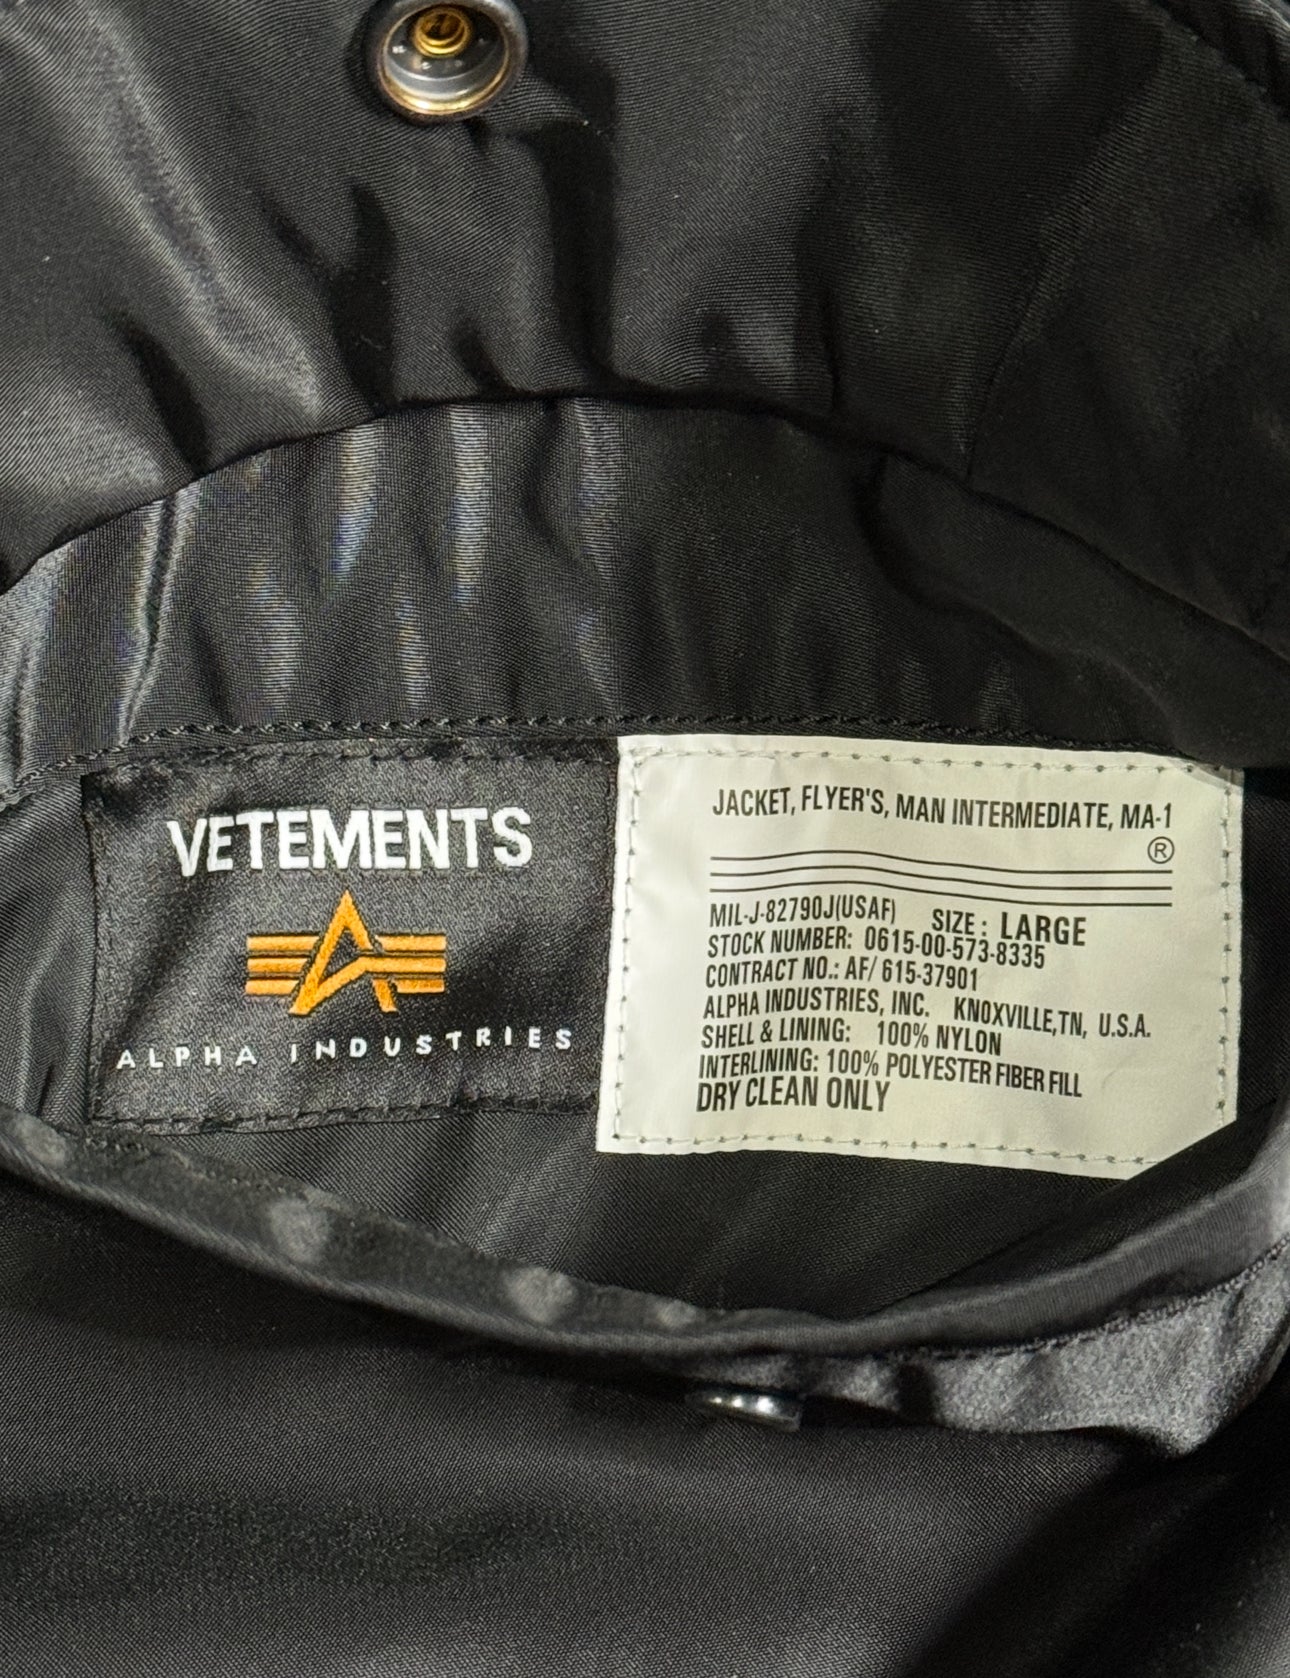 VETEMENTS
ALPHA INDUSTRIES
JACKET, FLYER'S, MAN INTERMEDIATE, MA-1
®
MIL-J-82790J(USAF) SIZE: LARGE
STOCK NUMBER: 0615-00-573-8335
CONTRACT NO.: AF/ 615-37901
ALPHA INDUSTRIES, INC. KNOXVILLE,TN, U.S.A.
SHELL & LINING: 100% NYLON
INTERLINING: 100% POLYESTER FIBER FILL
DRY CLEAN ONLY